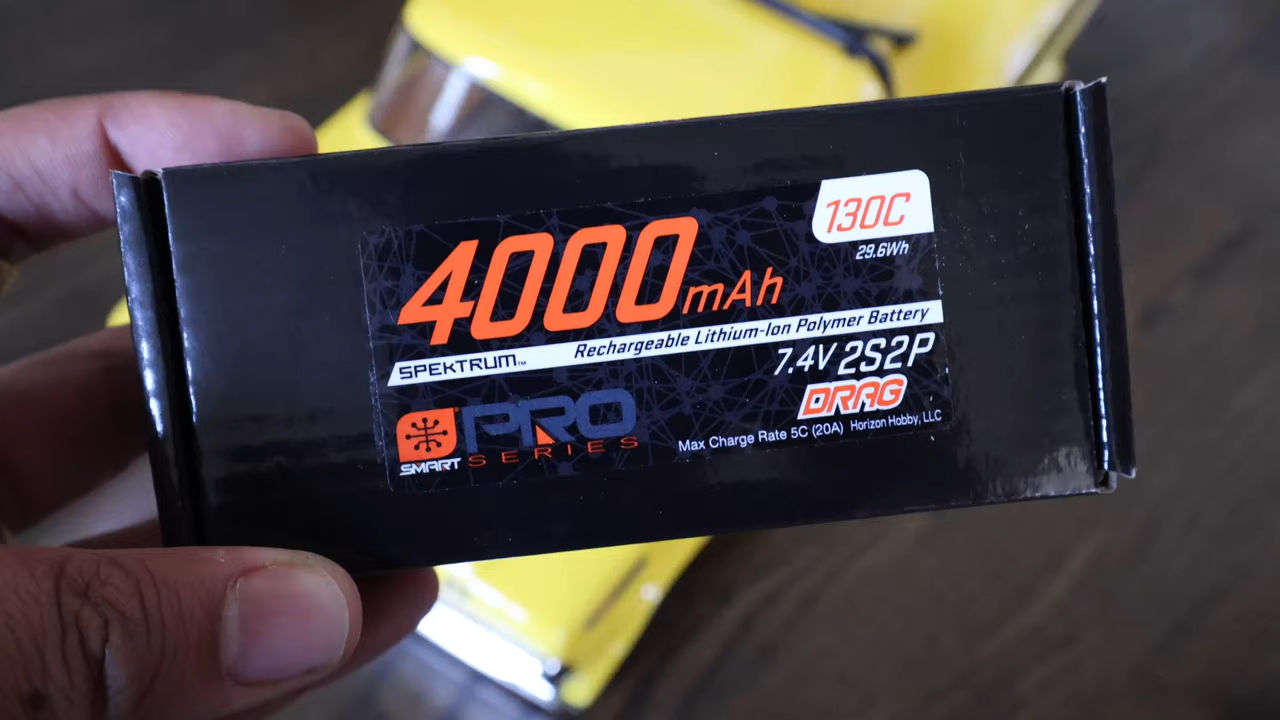 130C
29.6Wh
4000mAh
SPEKTRUM™ Rechargeable Lithium-Ion Polymer Battery
7.4V 2S2P
DRAG
SMART PRO SERIES
Max Charge Rate 5C (20A) Horizon Hobby, LLC